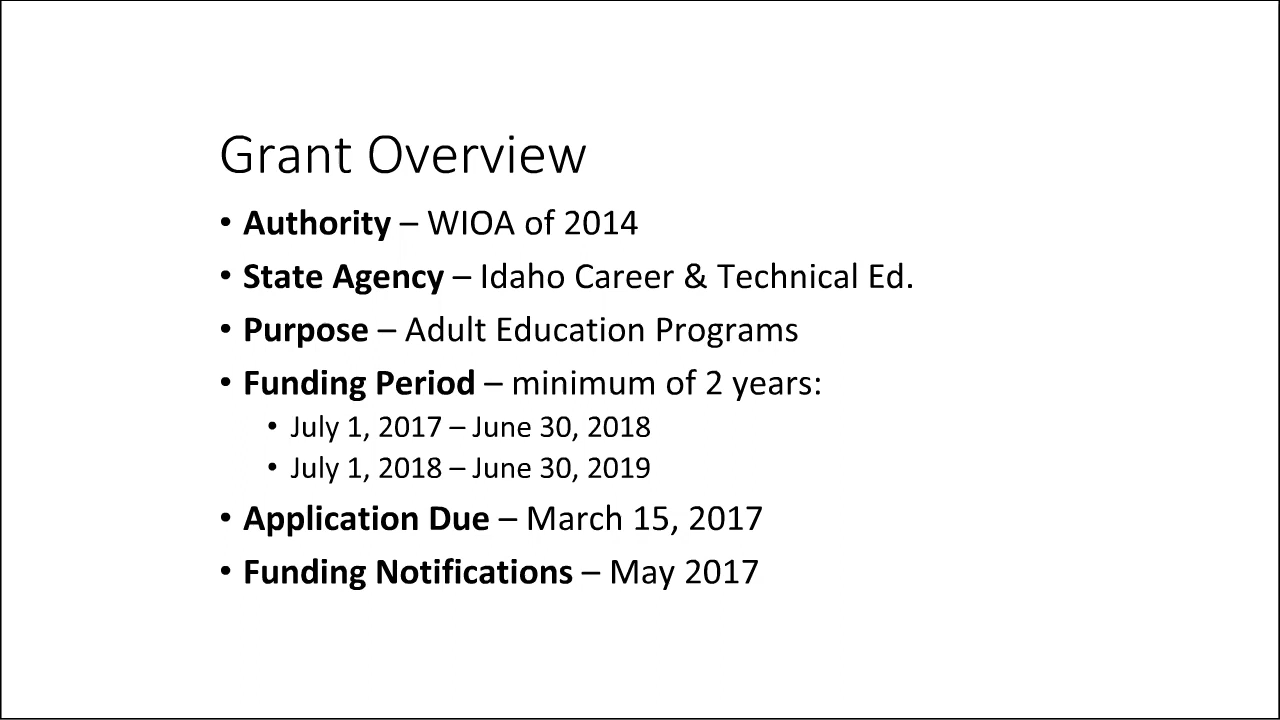 Grant Overview
• Authority – WIOA of 2014
• State Agency – Idaho Career & Technical Ed.
• Purpose – Adult Education Programs
• Funding Period – minimum of 2 years:
• July 1, 2017 – June 30, 2018
• July 1, 2018 – June 30, 2019
• Application Due – March 15, 2017
• Funding Notifications – May 2017